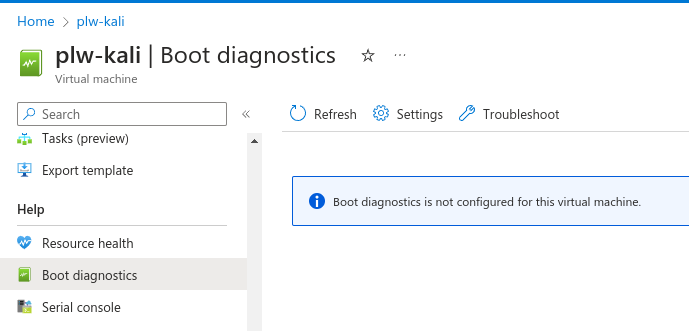 Home > plw-kali
plw-kali | Boot diagnostics ☆ ...
Virtual machine
Search «
Refresh Settings Troubleshoot
Tasks (preview)
Export template
Boot diagnostics is not configured for this virtual machine.
Help
Resource health
Boot diagnostics
Serial console